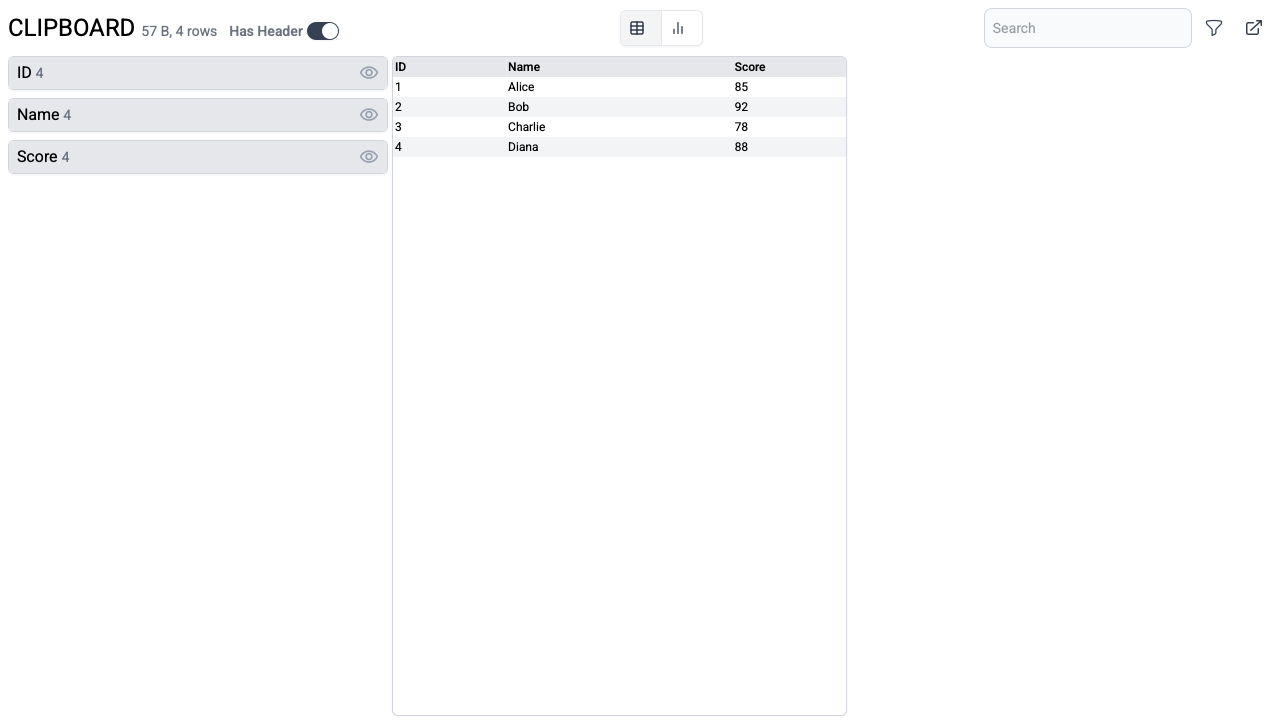 CLIPBOARD 57 B, 4 rows Has Header
Search
ID 4
Name 4
Score 4
ID Name Score
1 Alice 85
2 Bob 92
3 Charlie 78
4 Diana 88